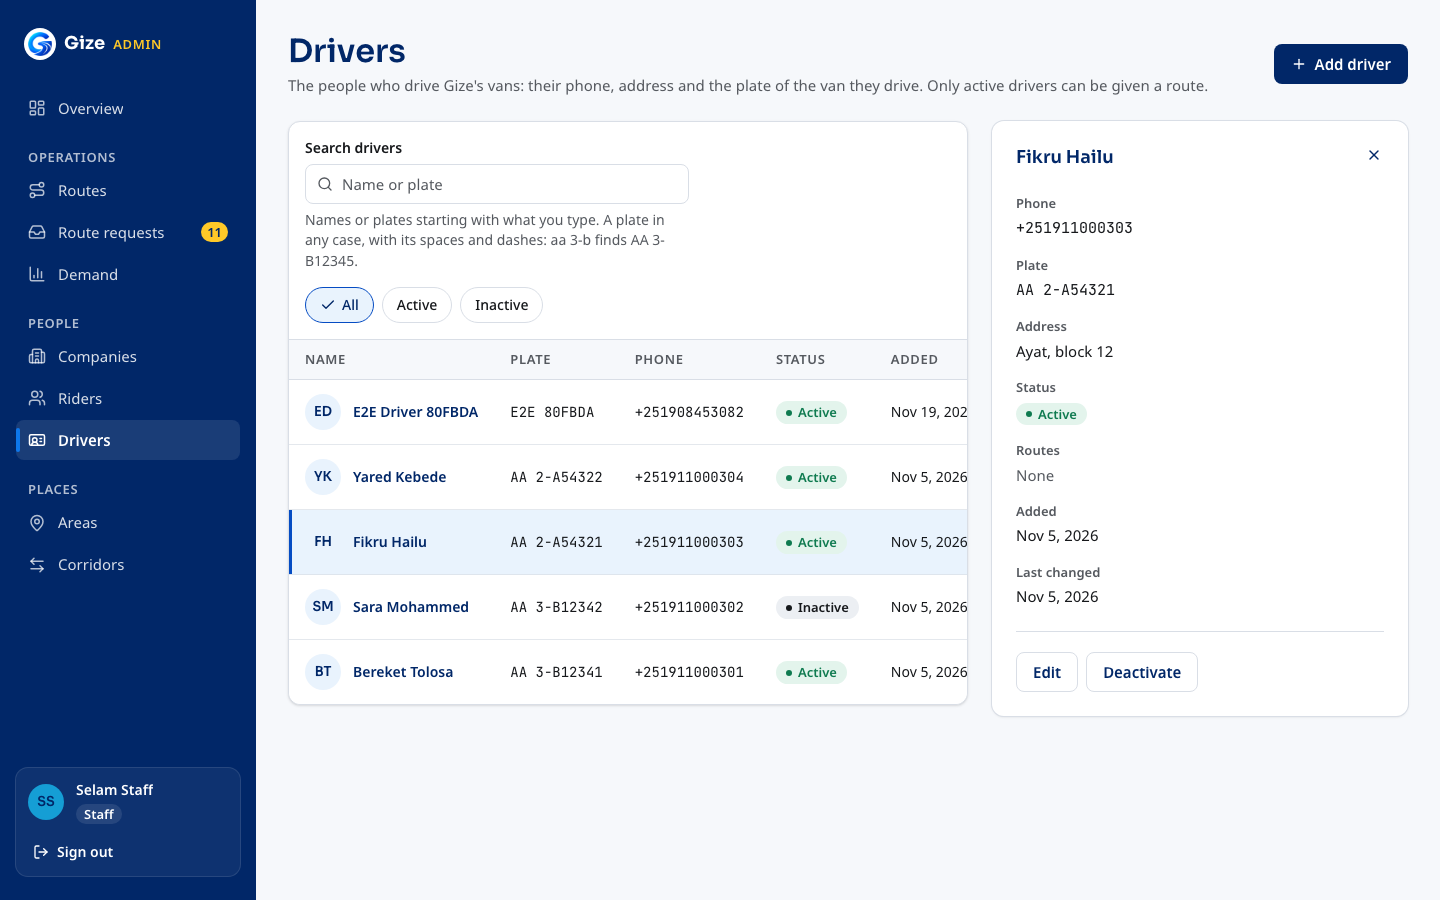 Gize ADMIN
Overview
OPERATIONS
Routes
Route requests 11
Demand
PEOPLE
Companies
Riders
Drivers
PLACES
Areas
Corridors
SS Selam Staff
Staff
Sign out
Drivers
The people who drive Gize's vans: their phone, address and the plate of the van they drive. Only active drivers can be given a route.
+ Add driver
Search drivers
Name or plate
Names or plates starting with what you type. A plate in
any case, with its spaces and dashes: aa 3-b finds AA 3-
B12345.
All Active Inactive
NAME PLATE PHONE STATUS ADDED
ED E2E Driver 80FBDA E2E 80FBDA +251908453082 Active Nov 19, 202
YK Yared Kebede AA 2-A54322 +251911000304 Active Nov 5, 2026
FH Fikru Hailu AA 2-A54321 +251911000303 Active Nov 5, 2026
SM Sara Mohammed AA 3-B12342 +251911000302 Inactive Nov 5, 2026
BT Bereket Tolosa AA 3-B12341 +251911000301 Active Nov 5, 2026
Fikru Hailu
Phone
+251911000303
Plate
AA 2-A54321
Address
Ayat, block 12
Status
Active
Routes
None
Added
Nov 5, 2026
Last changed
Nov 5, 2026
Edit Deactivate